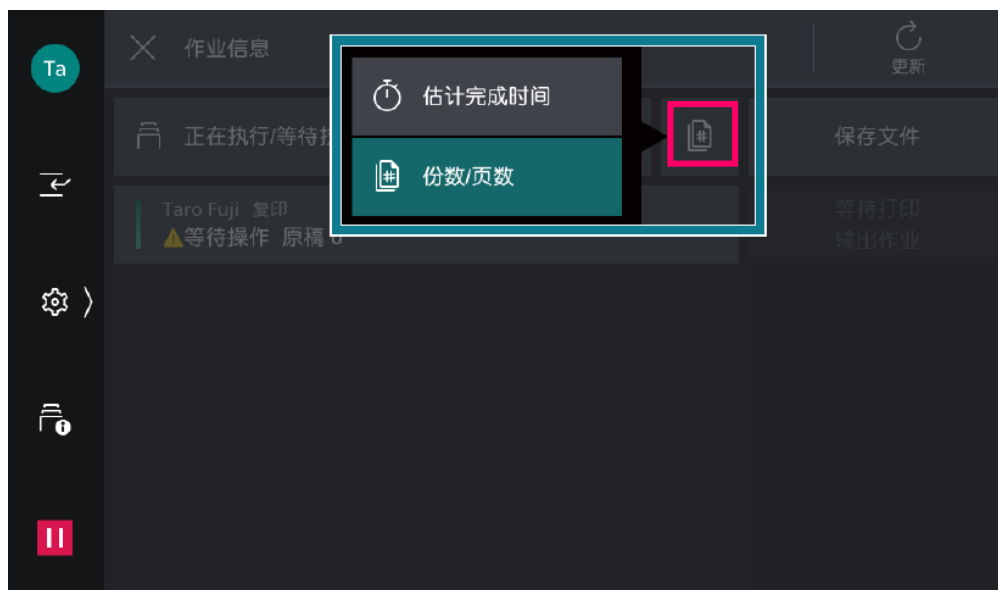 Ta
作业信息
更新
估计完成时间
份数/页数
正在执行/等待
保存文件
Taro Fuji 复印
等待操作 原稿 0
等待打印
输出作业